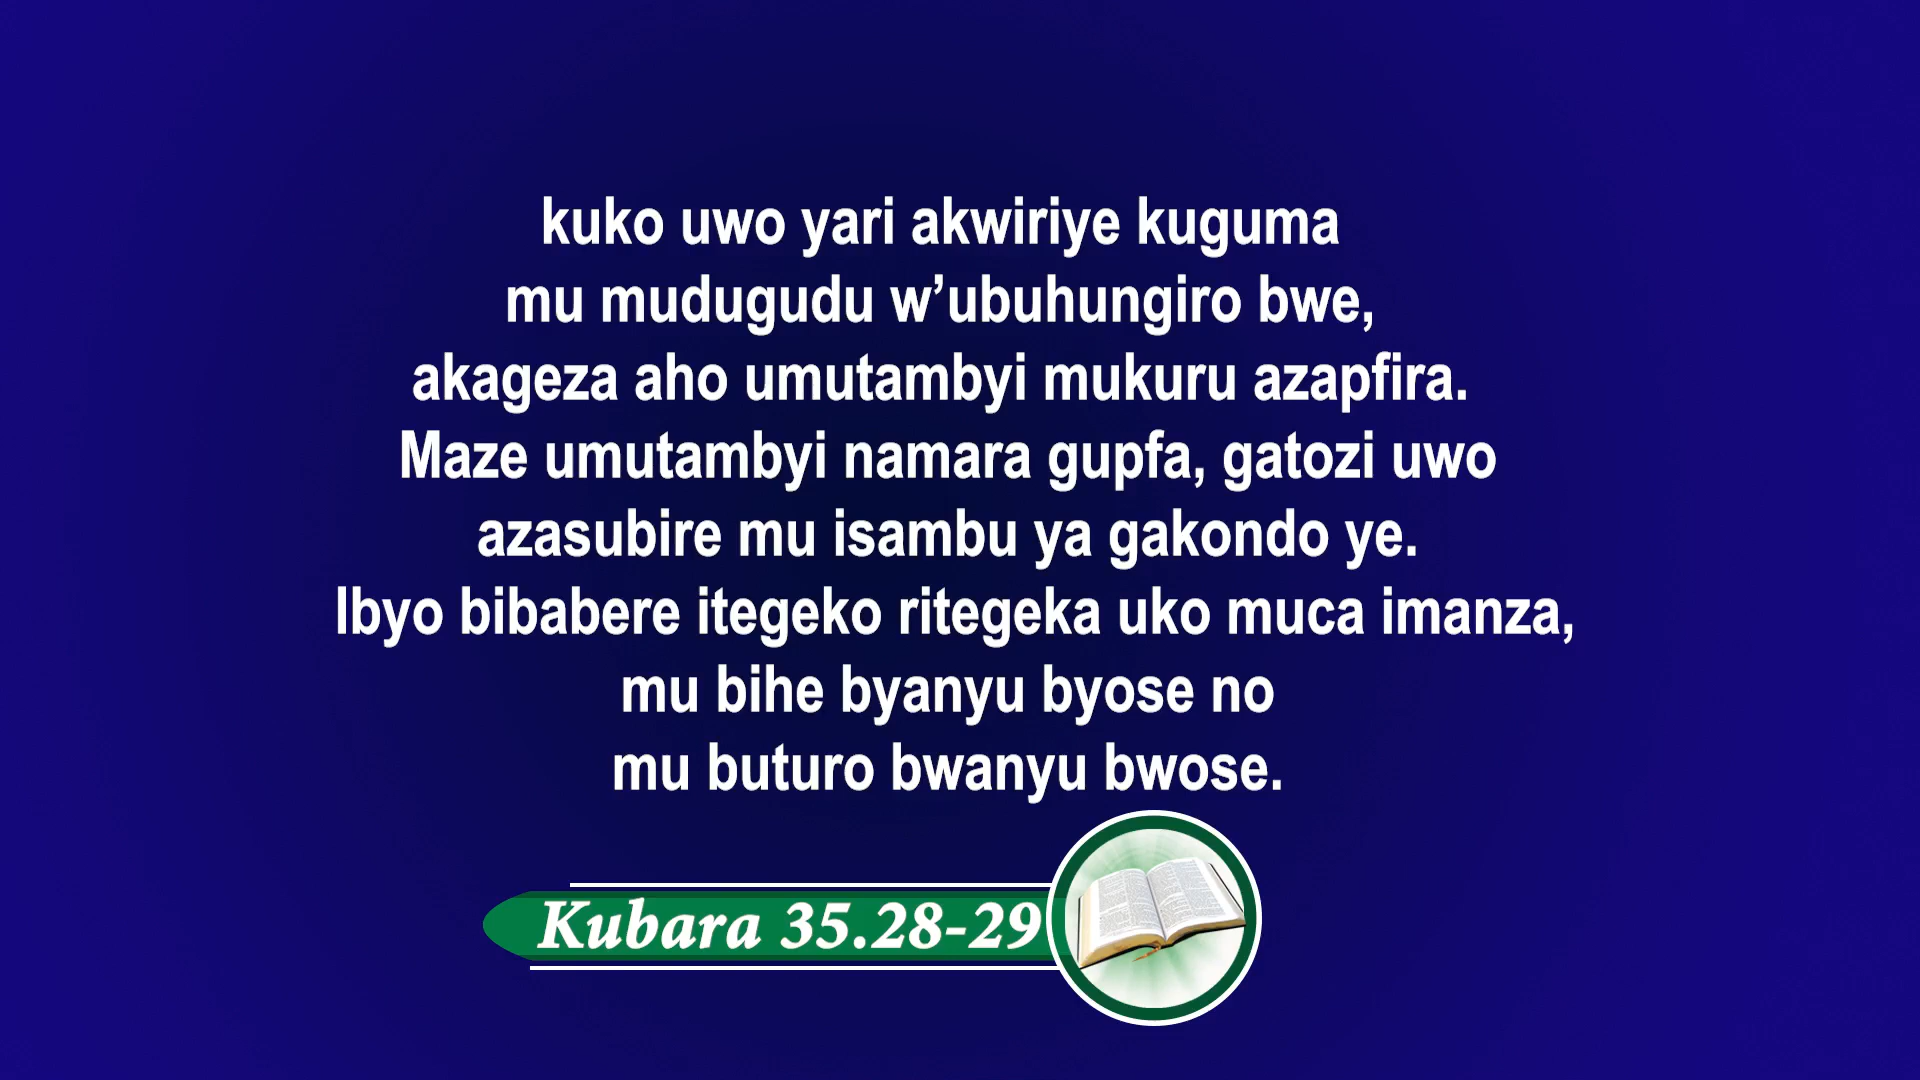 kuko uwo yari akwiriye kuguma
mu mudugudu w’ubuhungiro bwe,
akageza aho umutambyi mukuru azapfira.
Maze umutambyi namara gupfa, gatozi uwo
azasubire mu isambu ya gakondo ye.
Ibyo bibabere itegeko ritegeka uko muca imanza,
mu bihe byanyu byose no
mu buturo bwanyu bwose.
Kubara 35.28-29